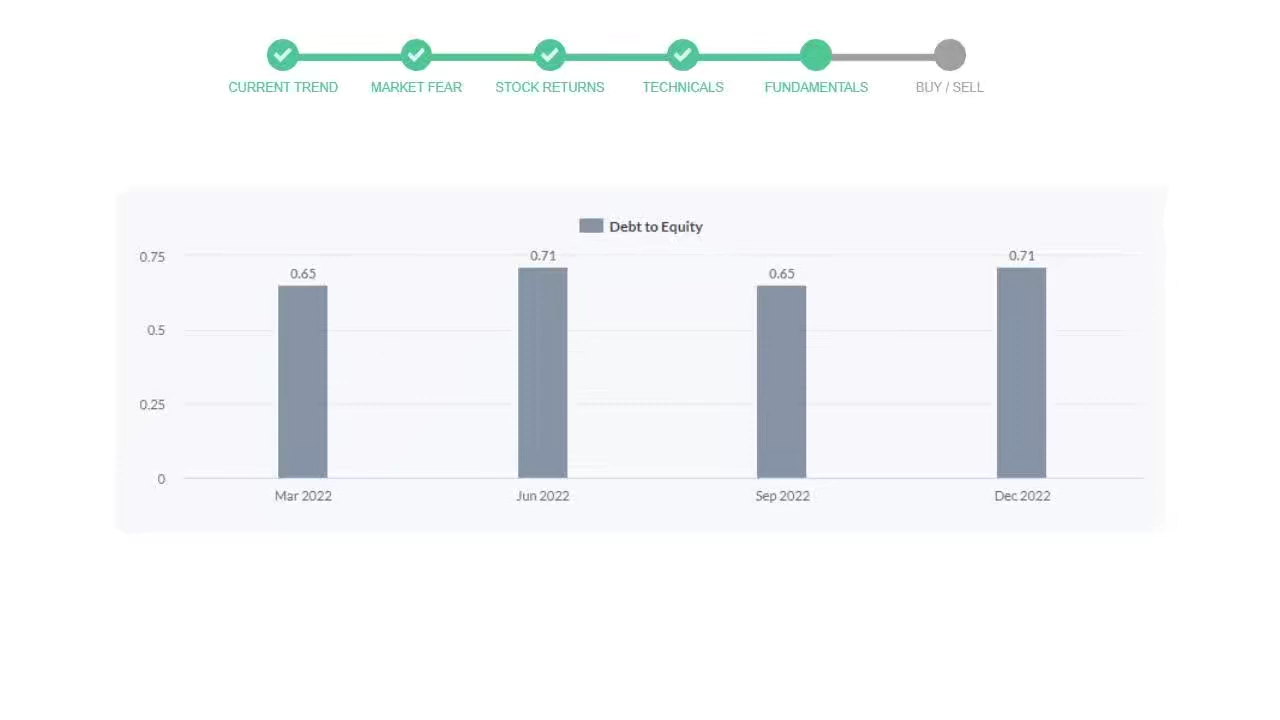 CURRENT TREND MARKET FEAR STOCK RETURNS TECHNICALS FUNDAMENTALS BUY / SELL
Debt to Equity
0.75
0.65 0.71 0.65 0.71
0.5
0.25
0
Mar 2022 Jun 2022 Sep 2022 Dec 2022